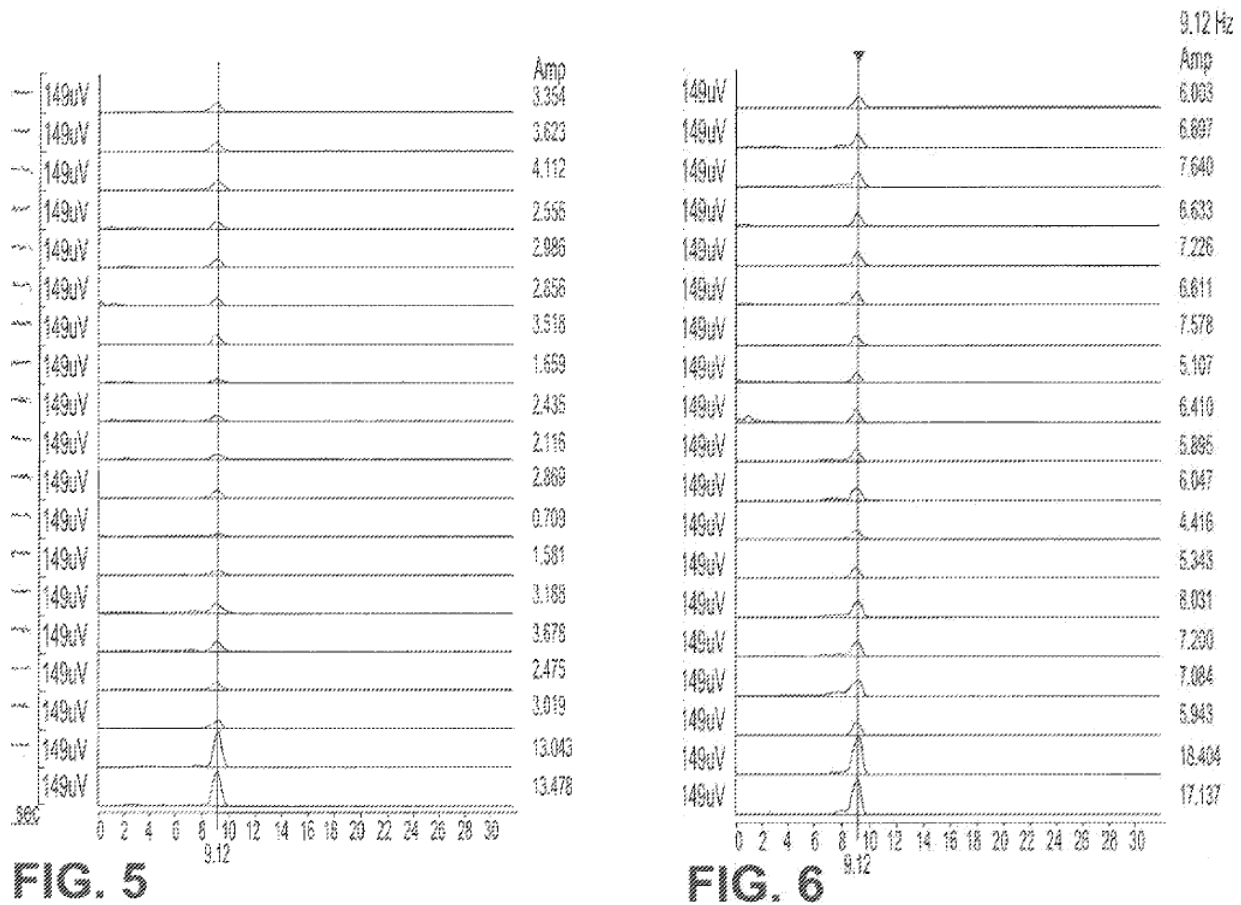 9.12 Hz
Amp
149uV 3.354
149uV 3.623
149uV 4.112
149uV 2.556
149uV 2.986
149uV 2.656
149uV 3.518
149uV 1.659
149uV 2.435
149uV 2.116
149uV 2.869
149uV 0.709
149uV 1.581
149uV 3.188
149uV 3.678
149uV 2.475
149uV 3.019
149uV 13.043
149uV 13.478
sec
0 2 4 6 8 10 12 14 16 18 20 22 24 26 28 30
9.12
FIG. 5
Amp
149uV 6.003
149uV 6.897
149uV 7.640
149uV 6.633
149uV 7.226
149uV 6.611
149uV 7.578
149uV 5.107
149uV 6.410
149uV 5.895
149uV 6.047
149uV 4.416
149uV 5.343
149uV 8.031
149uV 7.200
149uV 7.084
149uV 5.943
149uV 18.404
149uV 17.137
0 2 4 6 8 10 12 14 16 18 20 22 24 26 28 30
9.12
FIG. 6